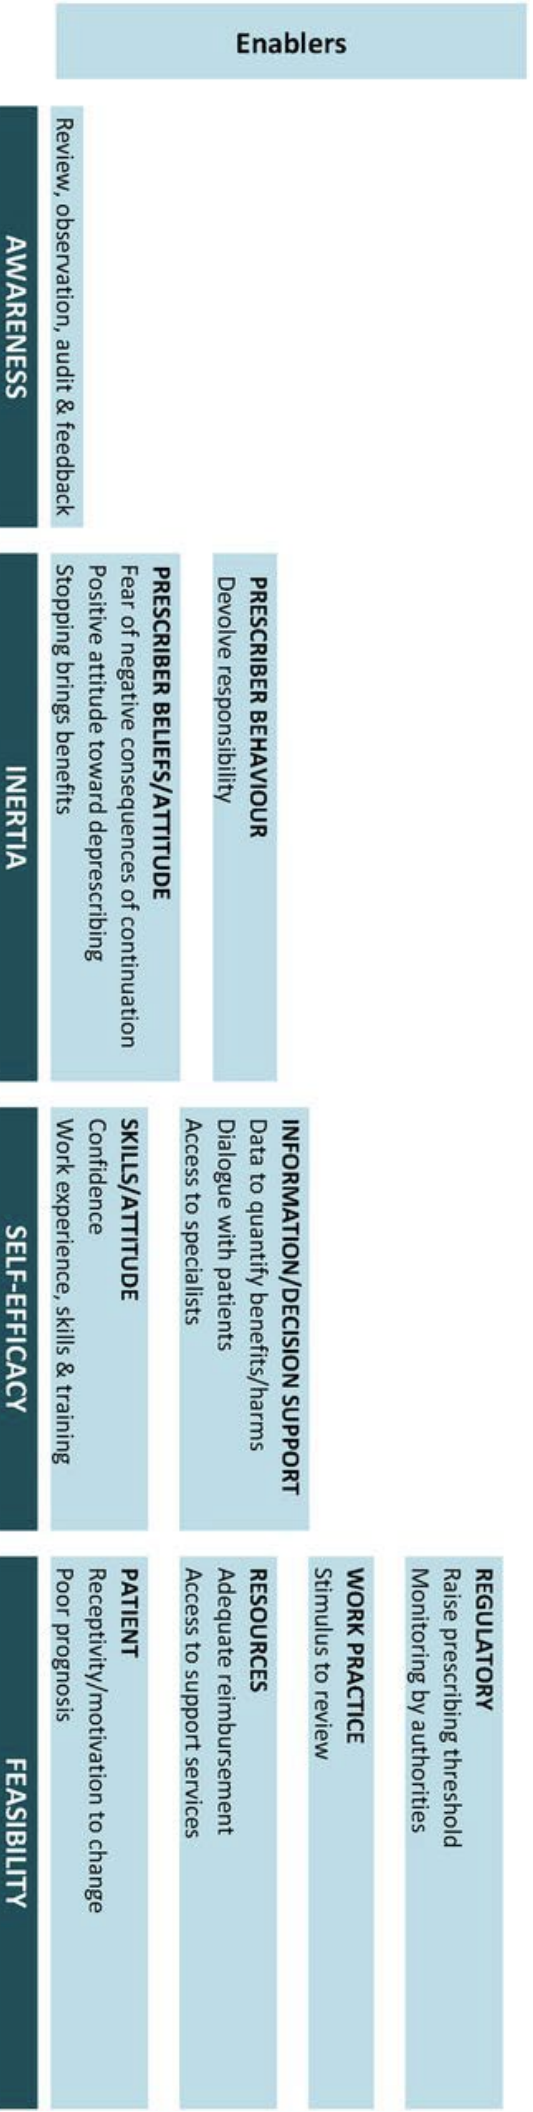 Enablers
Review, observation, audit & feedback
AWARENESS
PRESCRIBER BEHAVIOUR
Devolve responsibility
PRESCRIBER BELIEFS/ATTITUDE
Fear of negative consequences of continuation
Positive attitude toward deprescribing
Stopping brings benefits
INERTIA
INFORMATION/DECISION SUPPORT
Data to quantify benefits/harms
Dialogue with patients
Access to specialists
SKILLS/ATTITUDE
Confidence
Work experience, skills & training
SELF-EFFICACY
REGULATORY
Raise prescribing threshold
Monitoring by authorities
WORK PRACTICE
Stimulus to review
RESOURCES
Adequate reimbursement
Access to support services
PATIENT
Receptivity/motivation to change
Poor prognosis
FEASIBILITY